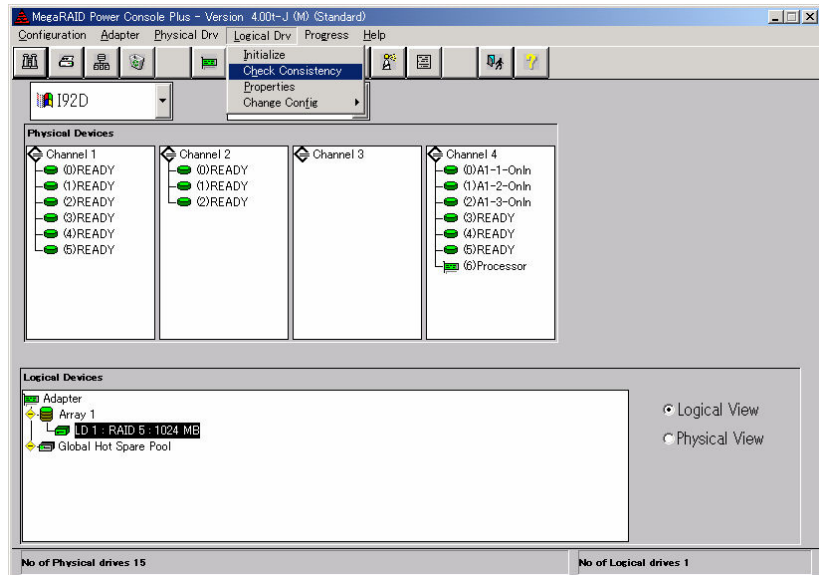 MegaRAID Power Console Plus - Version 4.00t-J (M) (Standard)
Configuration Adapter Physical Drv Logical Drv Progress Help
Initialize
Check Consistency
Properties
Change Config
I92D
Physical Devices
Channel 1
(0)READY
(1)READY
(2)READY
(3)READY
(4)READY
(5)READY
Channel 2
(0)READY
(1)READY
(2)READY
Channel 3
Channel 4
(0)A1-1-Onln
(1)A1-2-Onln
(2)A1-3-Onln
(3)READY
(4)READY
(5)READY
(6)Processor
Logical Devices
Adapter
Array 1
LD 1 : RAID 5 : 1024 MB
Global Hot Spare Pool
Logical View
Physical View
No of Physical drives 15
No of Logical drives 1